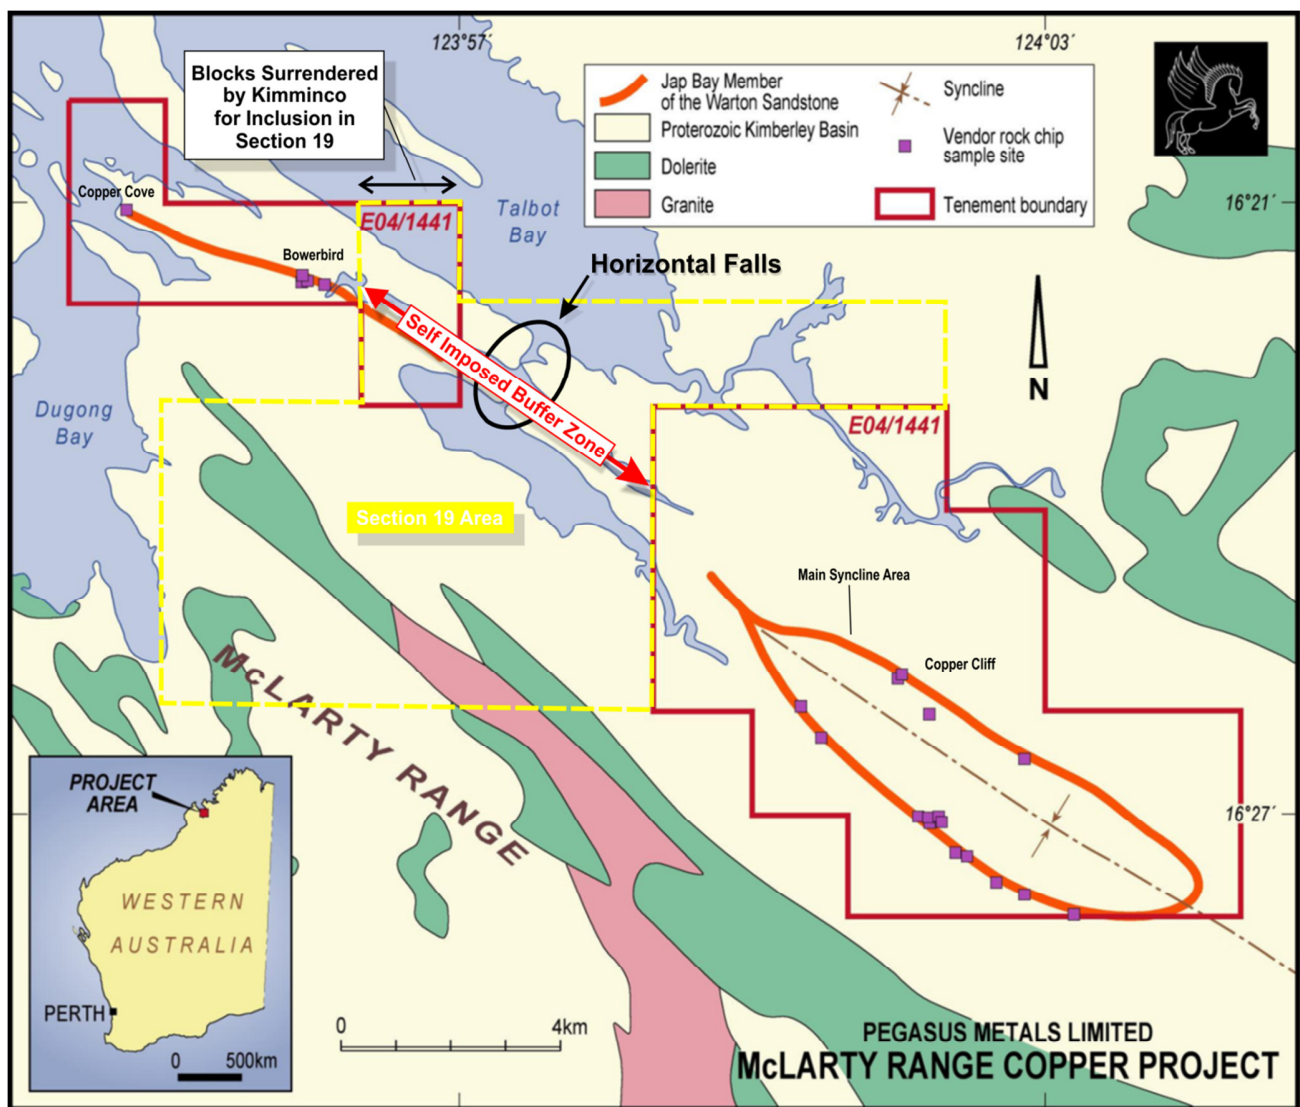 123°57´
124°03´
Blocks Surrendered
by Kimminco
for Inclusion in
Section 19
Jap Bay Member
of the Warton Sandstone
Proterozoic Kimberley Basin
Dolerite
Granite
Syncline
Vendor rock chip
sample site
Tenement boundary
Copper Cove
E04/1441
Talbot
Bay
16°21´
Bowerbird
Horizontal Falls
Self Imposed Buffer Zone
N
Dugong
Bay
E04/1441
Section 19 Area
Main Syncline Area
Copper Cliff
McLARTY RANGE
PROJECT
AREA
16°27´
WESTERN
AUSTRALIA
PERTH
0 500km
0 4km
PEGASUS METALS LIMITED
McLARTY RANGE COPPER PROJECT